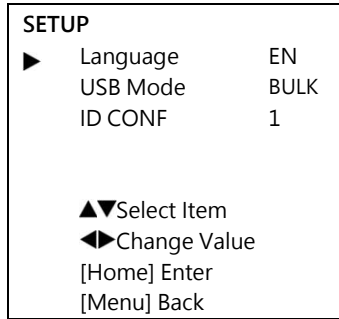 SETUP
▶ Language EN
USB Mode BULK
ID CONF 1
▲▼Select Item
◀▶Change Value
[Home] Enter
[Menu] Back